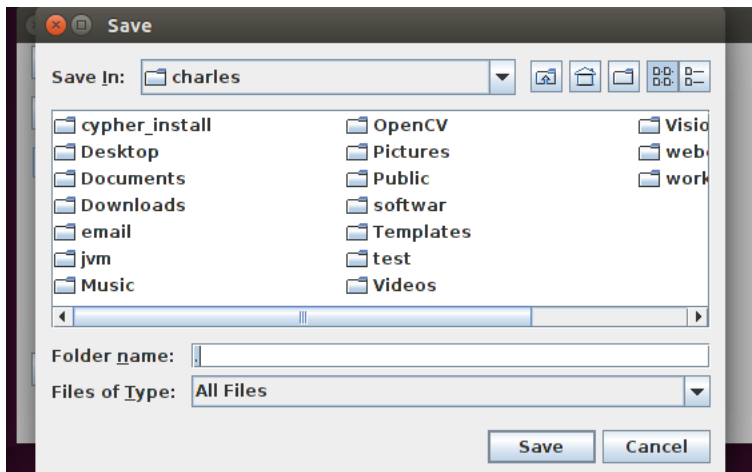 Save
Save In: charles
cypher_install OpenCV
Desktop Pictures
Documents Public
Downloads softwar
email Templates
jvm test
Music Videos
Folder name: .
Files of Type: All Files
Save Cancel